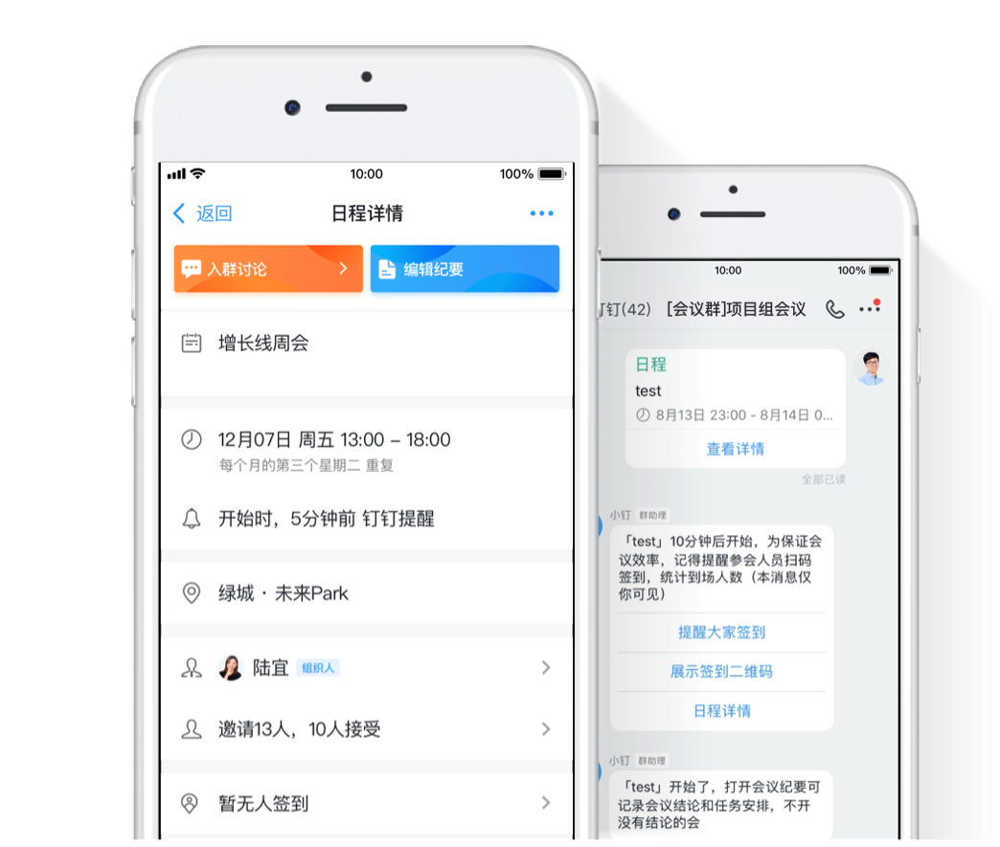 10:00
100%
返回
日程详情
入群讨论
编辑纪要
增长线周会
12月07日 周五 13:00 – 18:00
每个月的第三个星期二 重复
开始时，5分钟前 钉钉提醒
绿城 · 未来Park
陆宜 组织人
邀请13人，10人接受
暂无人签到
10:00
100%
钉(42)
[会议群]项目组会议
日程
test
8月13日 23:00 - 8月14日 0...
查看详情
全部已读
小钉 群助理
「test」10分钟后开始，为保证会
议效率，记得提醒参会人员扫码
签到，统计到场人数（本消息仅
你可见）
提醒大家签到
展示签到二维码
日程详情
小钉 群助理
「test」开始了，打开会议纪要可
记录会议结论和任务安排，不开
没有结论的会